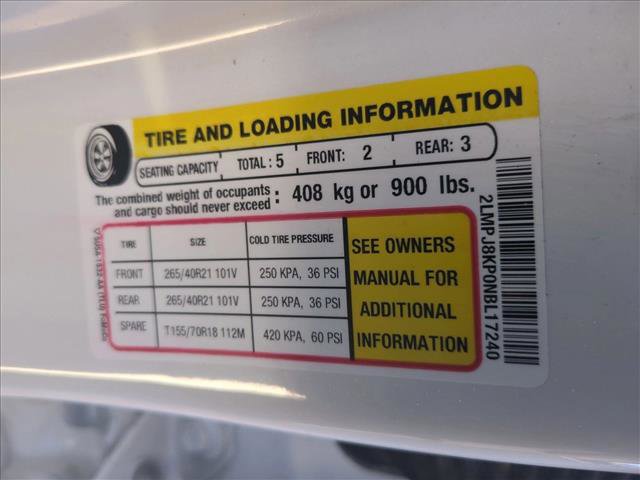 TIRE AND LOADING INFORMATION
SEATING CAPACITY TOTAL : 5 FRONT: 2 REAR: 3
The combined weight of occupants
and cargo should never exceed : 408 kg or 900 lbs.
TIRE SIZE COLD TIRE PRESSURE
FRONT 265/40R21 101V 250 KPA, 36 PSI
REAR 265/40R21 101V 250 KPA, 36 PSI
SPARE T155/70R18 112M 420 KPA, 60 PSI
SEE OWNERS
MANUAL FOR
ADDITIONAL
INFORMATION
2LMPJ8KP0NBL17240